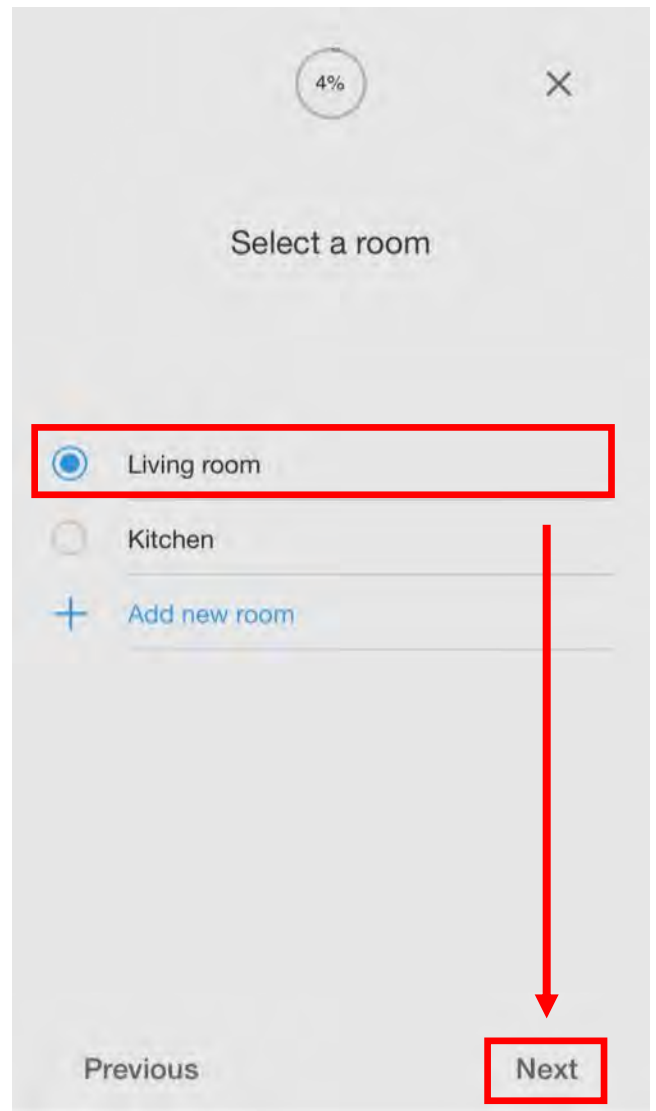 4%
Select a room
Living room
Kitchen
Add new room
Previous
Next